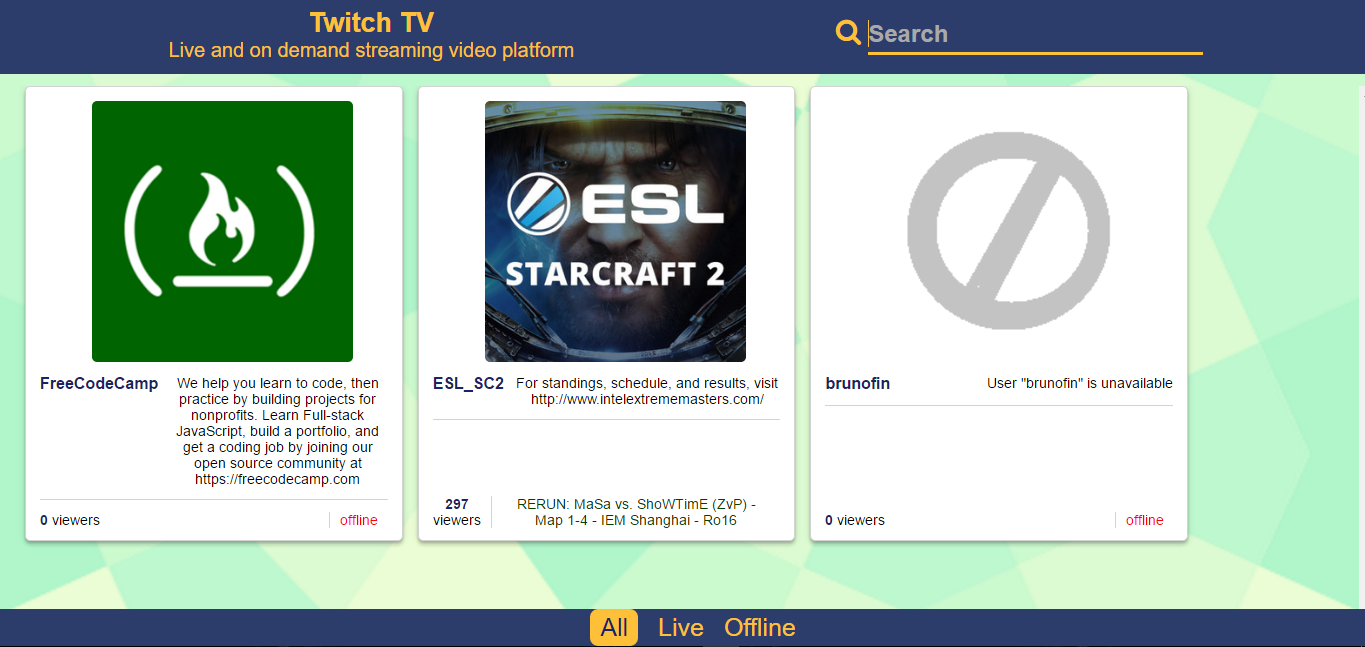 Twitch TV
Live and on demand streaming video platform
Search
ESL
STARCRAFT 2
FreeCodeCamp
We help you learn to code, then
practice by building projects for
nonprofits. Learn Full-stack
JavaScript, build a portfolio, and
get a coding job by joining our
open source community at
https://freecodecamp.com
0 viewers
offline
ESL_SC2
For standings, schedule, and results, visit
http://www.intelextrememasters.com/
297
viewers
RERUN: MaSa vs. ShoWTimE (ZvP) -
Map 1-4 - IEM Shanghai - Ro16
brunofin
User "brunofin" is unavailable
0 viewers
offline
All
Live
Offline